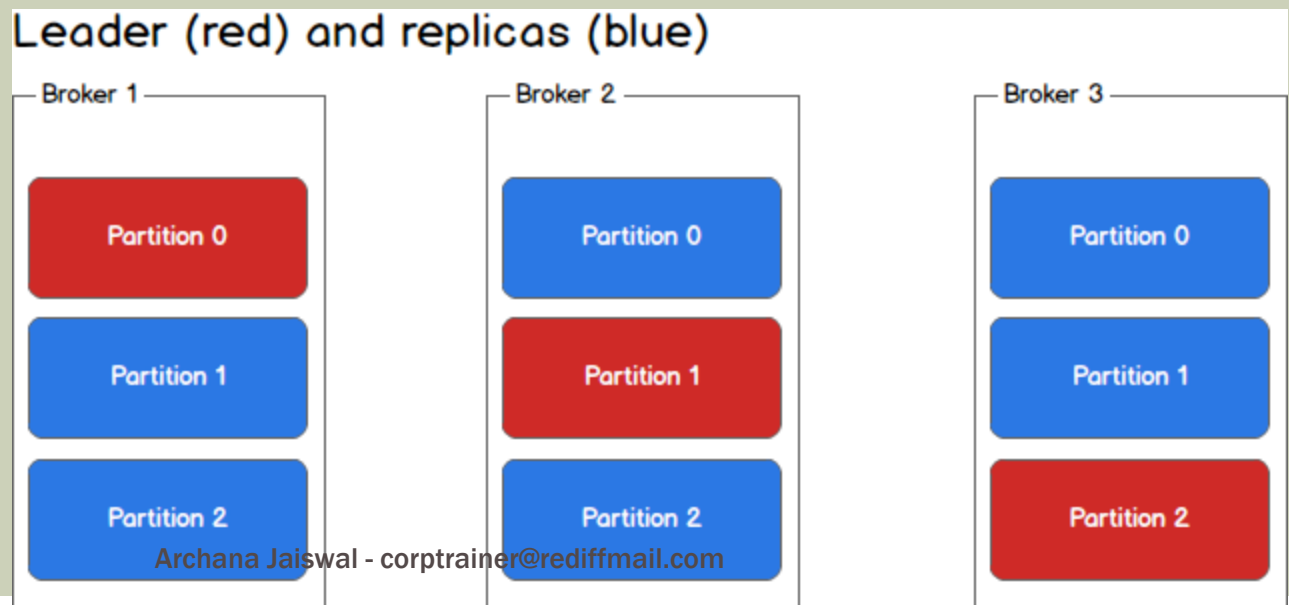 Leader (red) and replicas (blue)
Broker 1
Broker 2
Broker 3
Partition 0
Partition 0
Partition 0
Partition 1
Partition 1
Partition 1
Partition 2
Partition 2
Partition 2
Archana Jaiswal - corptrainer@rediffmail.com